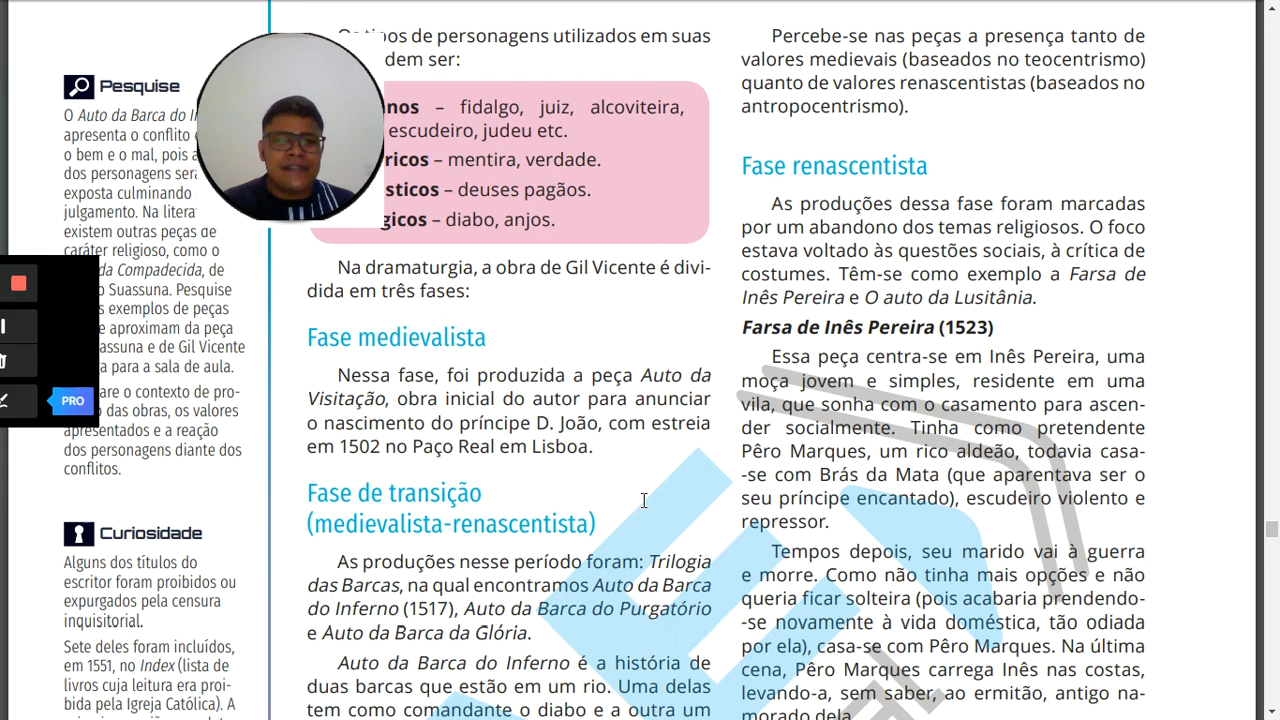 Pesquise
O Auto da Barca do
apresenta o conflito
o bem e o mal, pois
dos personagens será
exposta culminando
julgamento. Na litera
existem outras peças de
caráter religioso, como o
da Compadecida, de
Suassuna. Pesquise
exemplos de peças
e aproximam da peça
assuna e de Gil Vicente
para a sala de aula.
are o contexto de pro-
das obras, os valores
apresentados e a reação
dos personagens diante dos
conflitos.
PRO
Curiosidade
Alguns dos títulos do
escritor foram proibidos ou
expurgados pela censura
inquisitorial.
Sete deles foram incluídos,
em 1551, no Index (lista de
livros cuja leitura era proi-
bida pela Igreja Católica). A
de personagens utilizados em suas
dem ser:
nos – fidalgo, juiz, alcoviteira,
escudeiro, judeu etc.
ricos – mentira, verdade.
sticos – deuses pagãos.
gicos – diabo, anjos.
Na dramaturgia, a obra de Gil Vicente é divi-
dida em três fases:
Fase medievalista
Nessa fase, foi produzida a peça Auto da
Visitação, obra inicial do autor para anunciar
o nascimento do príncipe D. João, com estreia
em 1502 no Paço Real em Lisboa.
Fase de transição
(medievalista-renascentista)
As produções nesse período foram: Trilogia
das Barcas, na qual encontramos Auto da Barca
do Inferno (1517), Auto da Barca do Purgatório
e Auto da Barca da Glória.
Auto da Barca do Inferno é a história de
duas barcas que estão em um rio. Uma delas
tem como comandante o diabo e a outra um
Percebe-se nas peças a presença tanto de
valores medievais (baseados no teocentrismo)
quanto de valores renascentistas (baseados no
antropocentrismo).
Fase renascentista
As produções dessa fase foram marcadas
por um abandono dos temas religiosos. O foco
estava voltado às questões sociais, à crítica de
costumes. Têm-se como exemplo a Farsa de
Inês Pereira e O auto da Lusitânia.
Farsa de Inês Pereira (1523)
Essa peça centra-se em Inês Pereira, uma
moça jovem e simples, residente em uma
vila, que sonha com o casamento para ascen-
der socialmente. Tinha como pretendente
Pêro Marques, um rico aldeão, todavia casa-
-se com Brás da Mata (que aparentava ser o
seu príncipe encantado), escudeiro violento e
repressor.
Tempos depois, seu marido vai à guerra
e morre. Como não tinha mais opções e não
queria ficar solteira (pois acabaria prendendo-
-se novamente à vida doméstica, tão odiada
por ela), casa-se com Pêro Marques. Na última
cena, Pêro Marques carrega Inês nas costas,
levando-a, sem saber, ao ermitão, antigo na-
morado dela.